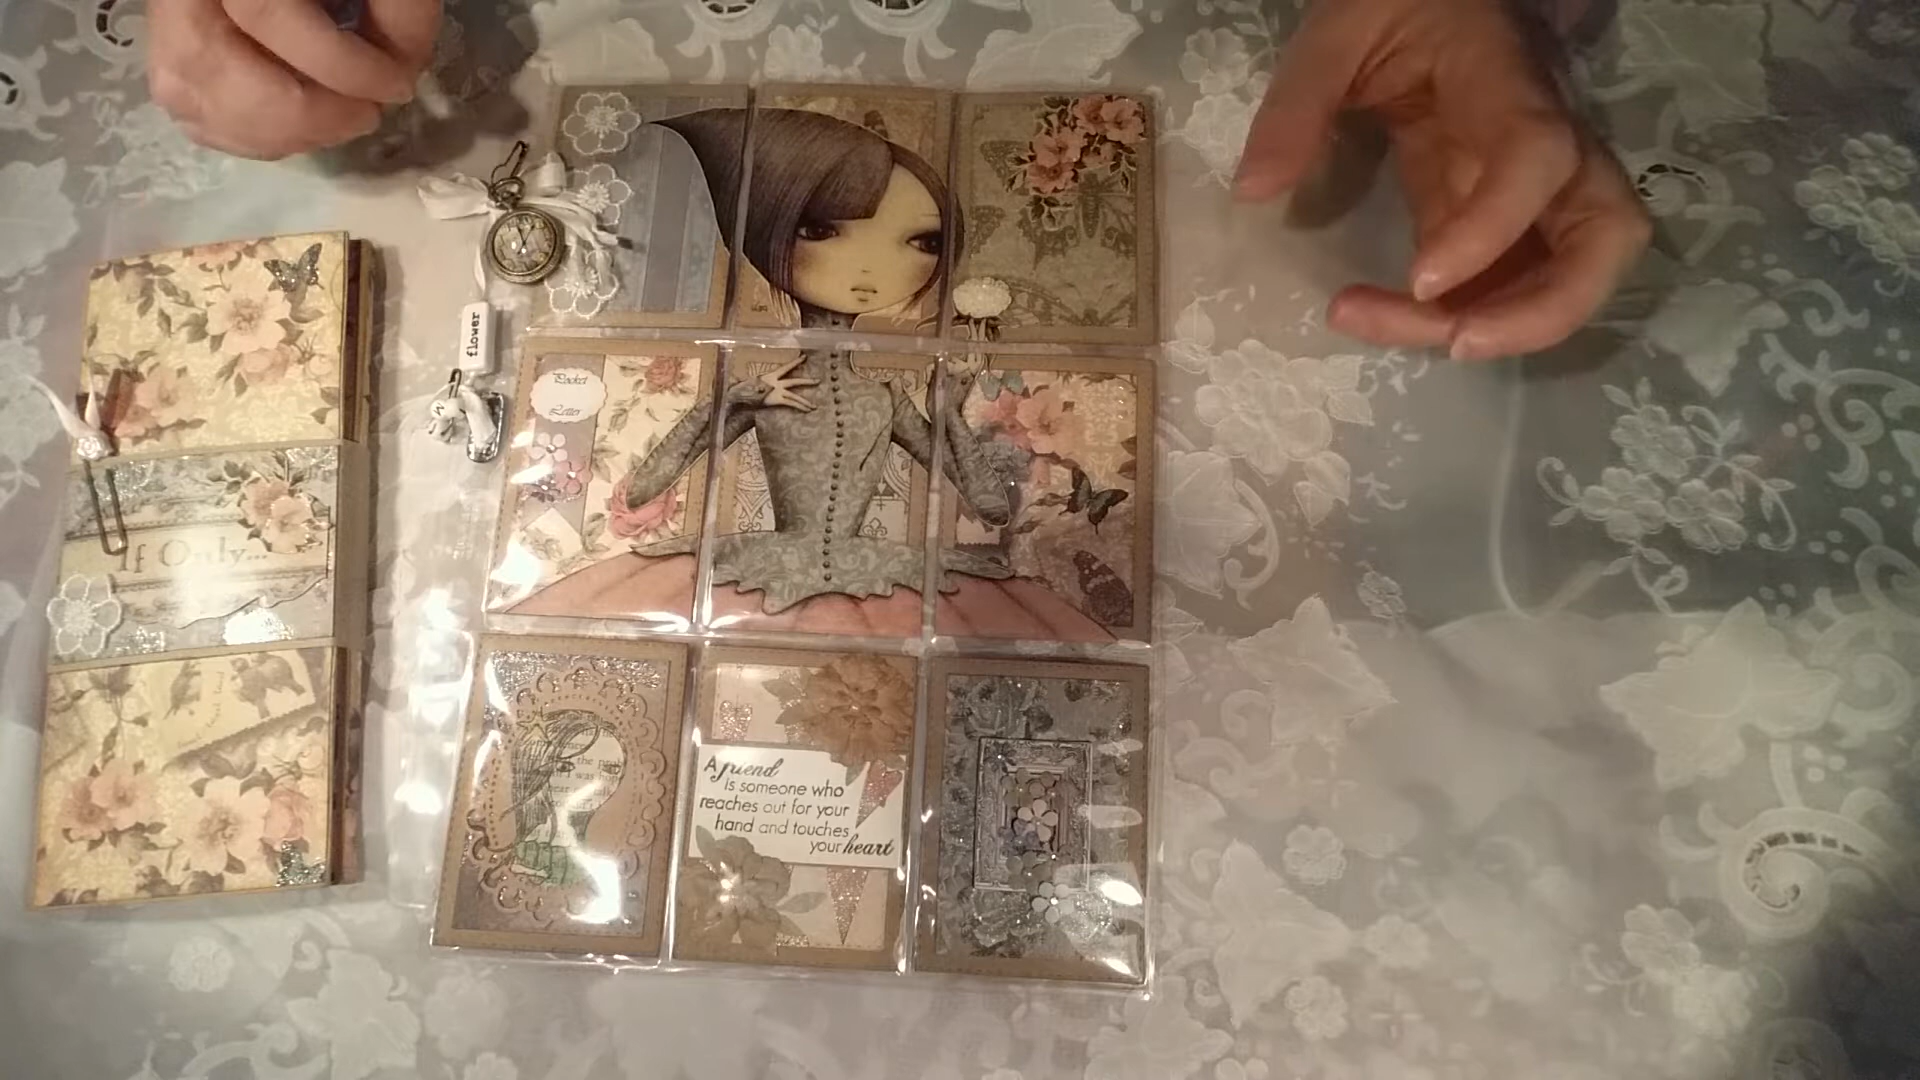 flower
Pocket
Letter
If Only...
A friend
is someone who
reaches out for your
hand and touches
your heart